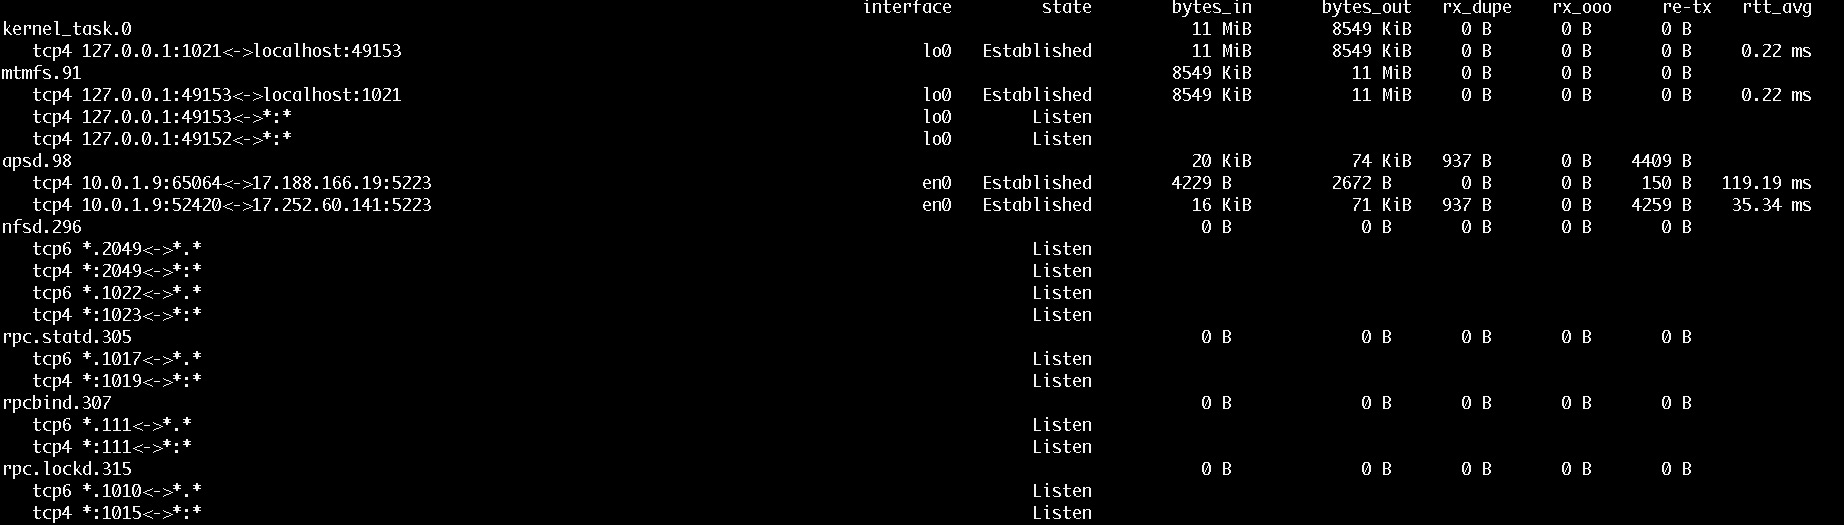 interface state bytes_in bytes_out rx_dupe rx_ooo re-tx rtt_avg
kernel_task.0 11 MiB 8549 KiB 0 B 0 B 0 B
tcp4 127.0.0.1:1021<->localhost:49153 lo0 Established 11 MiB 8549 KiB 0 B 0 B 0 B 0.22 ms
mtmfs.91 8549 KiB 11 MiB 0 B 0 B 0 B
tcp4 127.0.0.1:49153<->localhost:1021 lo0 Established 8549 KiB 11 MiB 0 B 0 B 0 B 0.22 ms
tcp4 127.0.0.1:49153<->*:* lo0 Listen
tcp4 127.0.0.1:49152<->*:* lo0 Listen
apsd.98 20 KiB 74 KiB 937 B 0 B 4409 B
tcp4 10.0.1.9:65064<->17.188.166.19:5223 en0 Established 4229 B 2672 B 0 B 0 B 150 B 119.19 ms
tcp4 10.0.1.9:52420<->17.252.60.141:5223 en0 Established 16 KiB 71 KiB 937 B 0 B 4259 B 35.34 ms
nfsd.296 0 B 0 B 0 B 0 B 0 B
tcp6 *.2049<->*.* Listen
tcp4 *:2049<->*:* Listen
tcp6 *.1022<->*.* Listen
tcp4 *:1023<->*:* Listen
rpc.statd.305 0 B 0 B 0 B 0 B 0 B
tcp6 *.1017<->*.* Listen
tcp4 *:1019<->*:* Listen
rpcbind.307 0 B 0 B 0 B 0 B 0 B
tcp6 *.111<->*.* Listen
tcp4 *:111<->*:* Listen
rpc.lockd.315 0 B 0 B 0 B 0 B 0 B
tcp6 *.1010<->*.* Listen
tcp4 *:1015<->*:* Listen